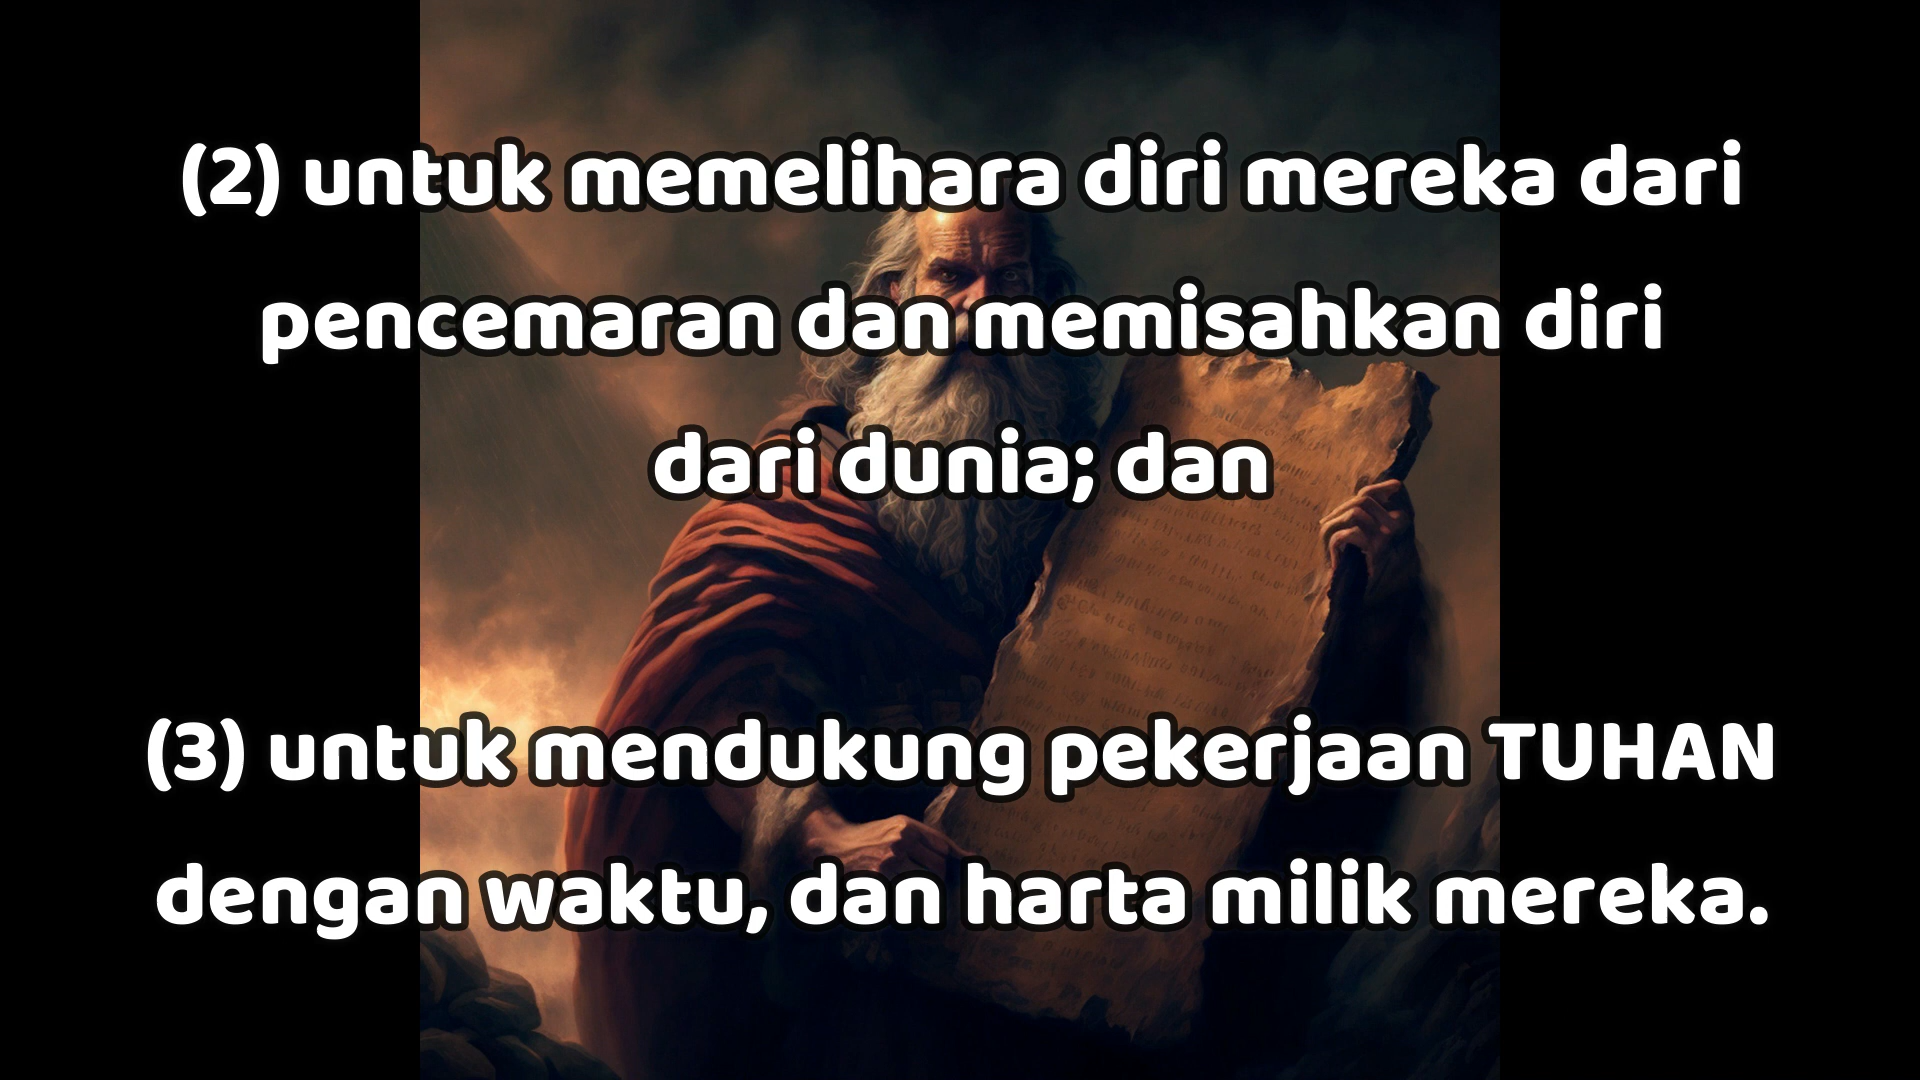 (2) untuk memelihara diri mereka dari
pencemaran dan memisahkan diri
dari dunia; dan
(3) untuk mendukung pekerjaan TUHAN
dengan waktu, dan harta milik mereka.